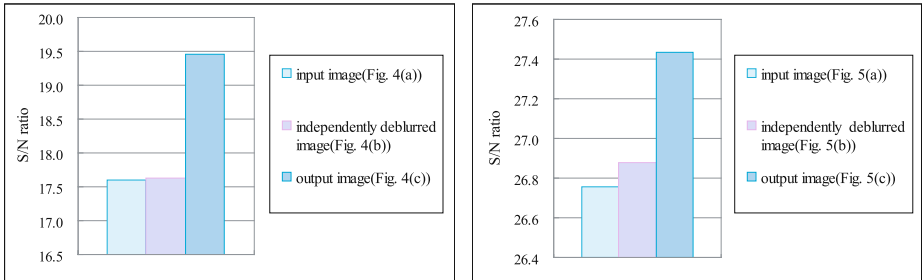 20.0
19.5
19.0
18.5
18.0
17.5
17.0
16.5
S/N ratio
input image(Fig. 4(a))
independently deblurred
image(Fig. 4(b))
output image(Fig. 4(c))
27.6
27.4
27.2
27.0
26.8
26.6
26.4
S/N ratio
input image(Fig. 5(a))
independently deblurred
image(Fig. 5(b))
output image(Fig. 5(c))